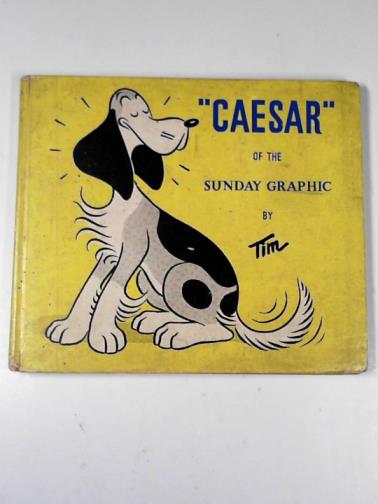 "CAESAR"
OF THE
SUNDAY GRAPHIC
BY
Tim